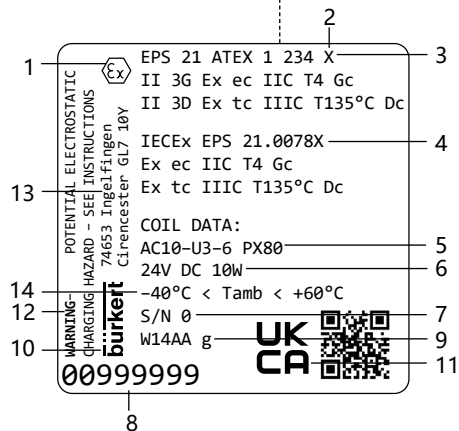 2
EPS 21 ATEX 1 234 X
3
1
Ex
II 3G Ex ec IIC T4 Gc
II 3D Ex tc IIIC T135°C Dc
IECEx EPS 21.0078X
4
Ex ec IIC T4 Gc
Ex tc IIIC T135°C Dc
13
COIL DATA:
AC10-U3-6 PX80
5
24V DC 10W
6
14
-40°C < Tamb < +60°C
12
S/N 0
7
10
W14AA g
9
UK
CA
11
00999999
8
WARNING- POTENTIAL ELECTROSTATIC
CHARGING HAZARD - SEE INSTRUCTIONS
bürkert
74653 Ingelfingen
Cirencester GL7 10Y